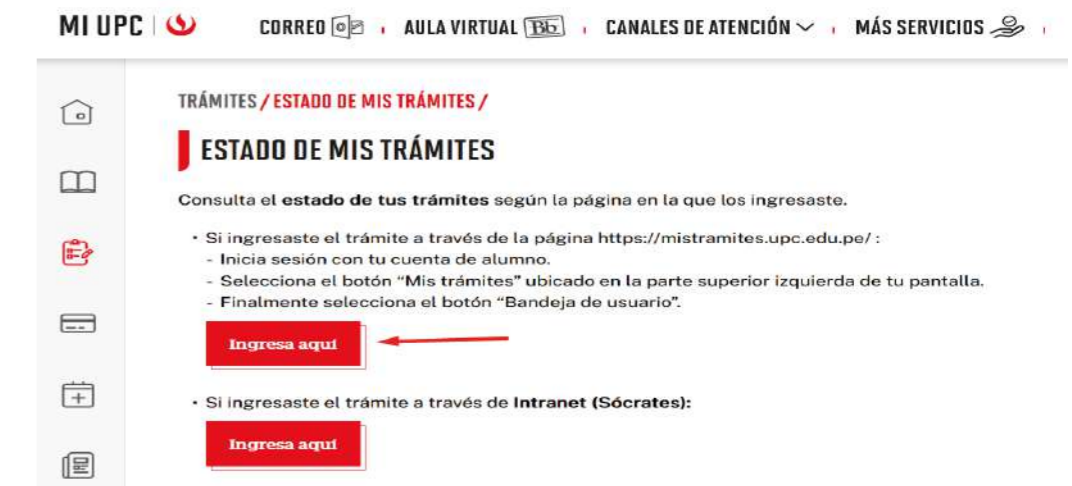 MI UPC
CORREO
AULA VIRTUAL Bb
CANALES DE ATENCIÓN
MÁS SERVICIOS
TRÁMITES / ESTADO DE MIS TRÁMITES /
ESTADO DE MIS TRÁMITES
Consulta el estado de tus trámites según la página en la que los ingresaste.
• Si ingresaste el trámite a través de la página https://mistramites.upc.edu.pe/ :
- Inicia sesión con tu cuenta de alumno.
- Selecciona el botón “Mis trámites” ubicado en la parte superior izquierda de tu pantalla.
- Finalmente selecciona el botón “Bandeja de usuario”.
Ingresa aquí
• Si ingresaste el trámite a través de Intranet (Sócrates):
Ingresa aquí